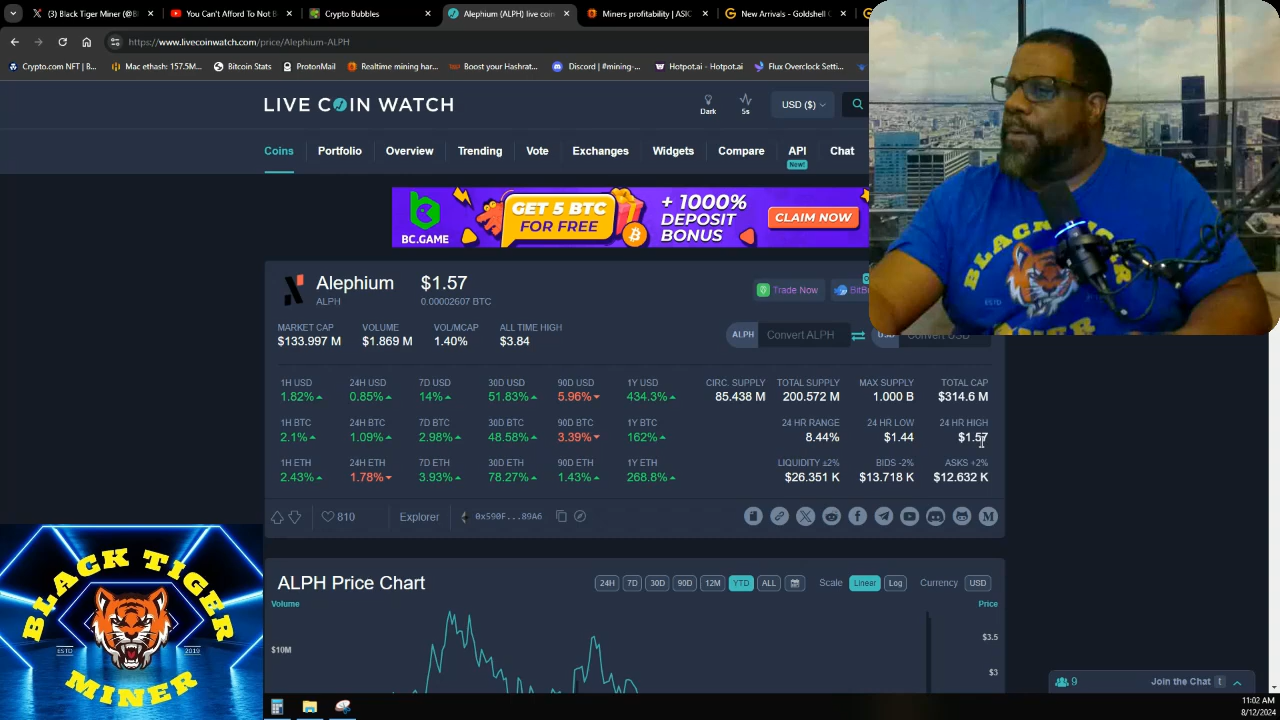 (3) Black Tiger Miner (@Bl
You Can't Afford To Not B
Crypto Bubbles
Alephium (ALPH) live coin
Miners profitability | ASIC
New Arrivals - Goldshell
https://www.livecoinwatch.com/price/Alephium-ALPH
Crypto.com NFT | B...
Mac ethash: 157.5M...
Bitcoin Stats
ProtonMail
Realtime mining har...
Boost your Hashrat...
Discord | #mining-...
Hotpot.ai - Hotpot.ai
Flux Overclock Setti...
LIVE COIN WATCH
Dark
5s
USD ($)
Coins
Portfolio
Overview
Trending
Vote
Exchanges
Widgets
Compare
API
New!
Chat
BC.GAME
GET 5 BTC
FOR FREE
+ 1000%
DEPOSIT
BONUS
CLAIM NOW
BLACK TIGER
ESTD
MINER
Alephium
$1.57
ALPH
0.00002607 BTC
Trade Now
MARKET CAP
VOLUME
VOL/MCAP
ALL TIME HIGH
$133.997 M
$1.869 M
1.40%
$3.84
ALPH
Convert ALPH
Convert USD
1H USD
24H USD
7D USD
30D USD
90D USD
1Y USD
CIRC. SUPPLY
TOTAL SUPPLY
MAX SUPPLY
TOTAL CAP
1.82%
0.85%
14%
51.83%
5.96%
434.3%
85.438 M
200.572 M
1.000 B
$314.6 M
1H BTC
24H BTC
7D BTC
30D BTC
90D BTC
1Y BTC
24 HR RANGE
24 HR LOW
24 HR HIGH
2.1%
1.09%
2.98%
48.58%
3.39%
162%
8.44%
$1.44
$1.57
1H ETH
24H ETH
7D ETH
30D ETH
90D ETH
1Y ETH
LIQUIDITY ±2%
BIDS -2%
ASKS +2%
2.43%
1.78%
3.93%
78.27%
1.43%
268.8%
$26.351 K
$13.718 K
$12.632 K
810
Explorer
0x590F...89A6
ALPH Price Chart
24H
7D
30D
90D
12M
YTD
ALL
Scale
Linear
Log
Currency
USD
Volume
Price
$10M
$3.5
$3
BLACK TIGER
ESTD
2019
MINER
9
Join the Chat
t
11:02 AM
8/12/2024